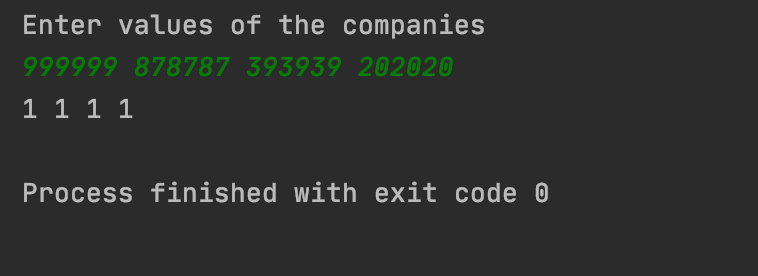 Enter values of the companies
999999 878787 393939 202020
1 1 1 1
Process finished with exit code 0